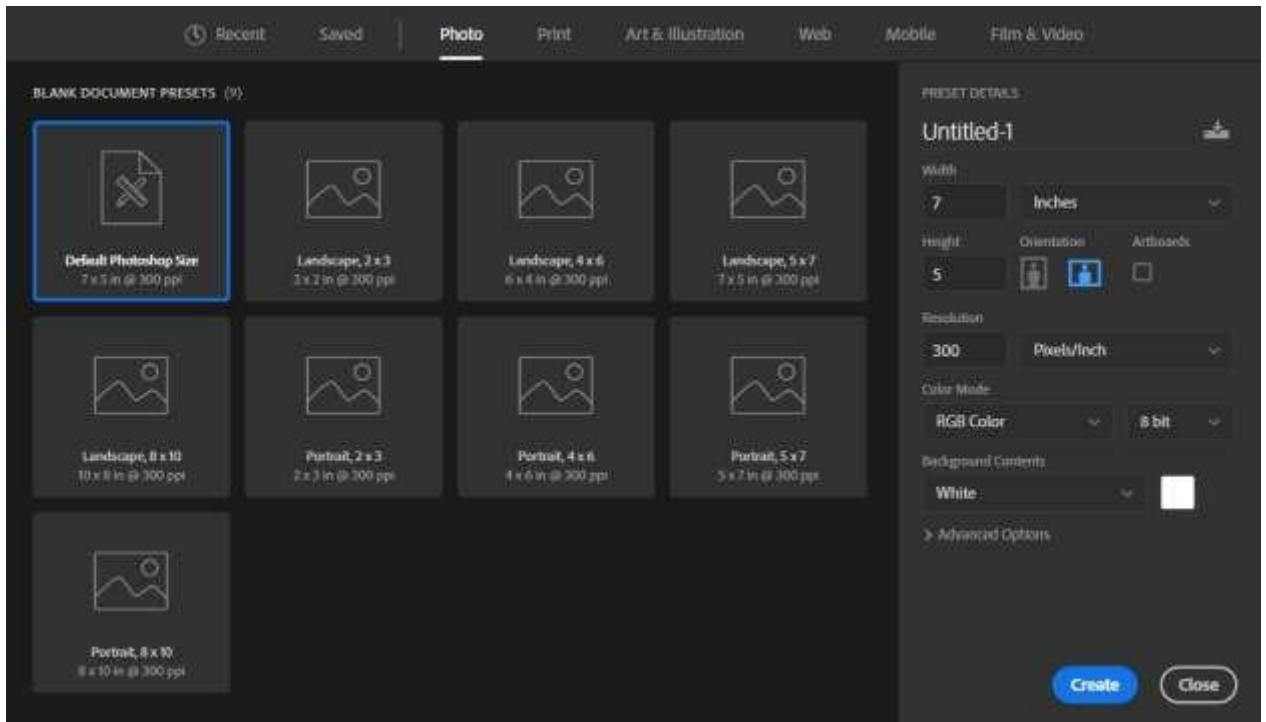 Recent Saved Photo Print Art & Illustration Web Mobile Film & Video
BLANK DOCUMENT PRESETS (9)
Default Photoshop Size
7 x 5 in @ 300 ppi
Landscape, 2 x 3
3 x 2 in @ 300 ppi
Landscape, 4 x 6
6 x 4 in @ 300 ppi
Landscape, 5 x 7
7 x 5 in @ 300 ppi
Landscape, 8 x 10
10 x 8 in @ 300 ppi
Portrait, 2 x 3
2 x 3 in @ 300 ppi
Portrait, 4 x 6
4 x 6 in @ 300 ppi
Portrait, 5 x 7
5 x 7 in @ 300 ppi
Portrait, 8 x 10
8 x 10 in @ 300 ppi
PRESET DETAILS
Untitled-1
Width
7 Inches
Height Orientation Artboards
5
Resolution
300 Pixels/Inch
Color Mode
RGB Color 8 bit
Background Contents
White
Advanced Options
Create Close